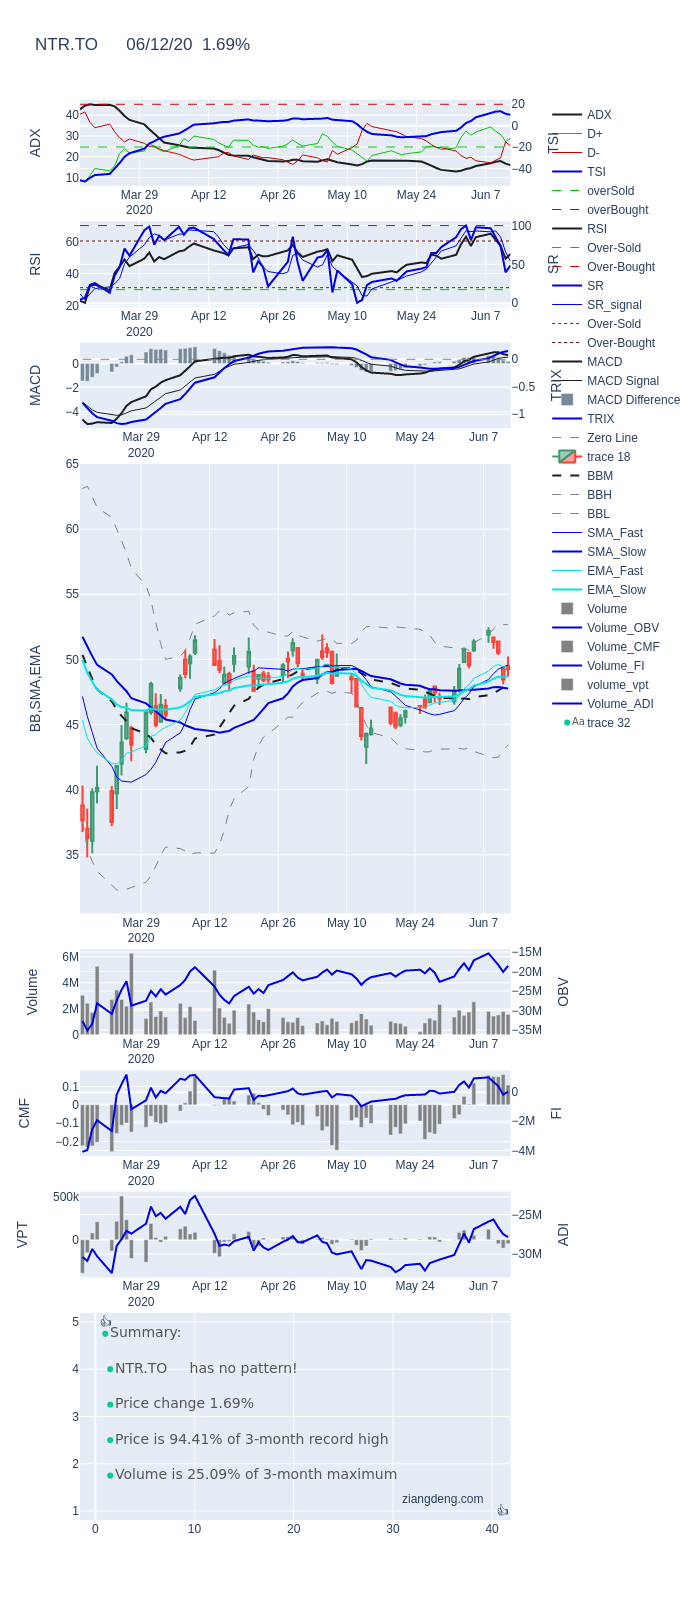 NTR.TO 06/12/20 1.69%
ADX
40
30
20
10
20
0
−20
−40
TSI
Mar 29
2020
Apr 12
Apr 26
May 10
May 24
Jun 7
RSI
60
40
20
100
50
0
SR
Mar 29
2020
Apr 12
Apr 26
May 10
May 24
Jun 7
MACD
0
−2
−4
0
−0.5
−1
TRIX
Mar 29
2020
Apr 12
Apr 26
May 10
May 24
Jun 7
BB,SMA,EMA
65
60
55
50
45
40
35
Mar 29
2020
Apr 12
Apr 26
May 10
May 24
Jun 7
Volume
6M
4M
2M
0
−15M
−20M
−25M
−30M
−35M
OBV
Mar 29
2020
Apr 12
Apr 26
May 10
May 24
Jun 7
CMF
0.1
0
−0.1
−0.2
0
−2M
−4M
FI
Mar 29
2020
Apr 12
Apr 26
May 10
May 24
Jun 7
VPT
500k
0
−25M
−30M
ADI
Mar 29
2020
Apr 12
Apr 26
May 10
May 24
Jun 7
5
4
3
2
1
0
10
20
30
40
Summary:
NTR.TO has no pattern!
Price change 1.69%
Price is 94.41% of 3-month record high
Volume is 25.09% of 3-month maximum
ziangdeng.com
ADX
D+
D-
TSI
overSold
overBought
RSI
Over-Sold
Over-Bought
SR
SR_signal
Over-Sold
Over-Bought
MACD
MACD Signal
MACD Difference
TRIX
Zero Line
trace 18
BBM
BBH
BBL
SMA_Fast
SMA_Slow
EMA_Fast
EMA_Slow
Volume
Volume_OBV
Volume_CMF
Volume_FI
volume_vpt
Volume_ADI
Aa trace 32